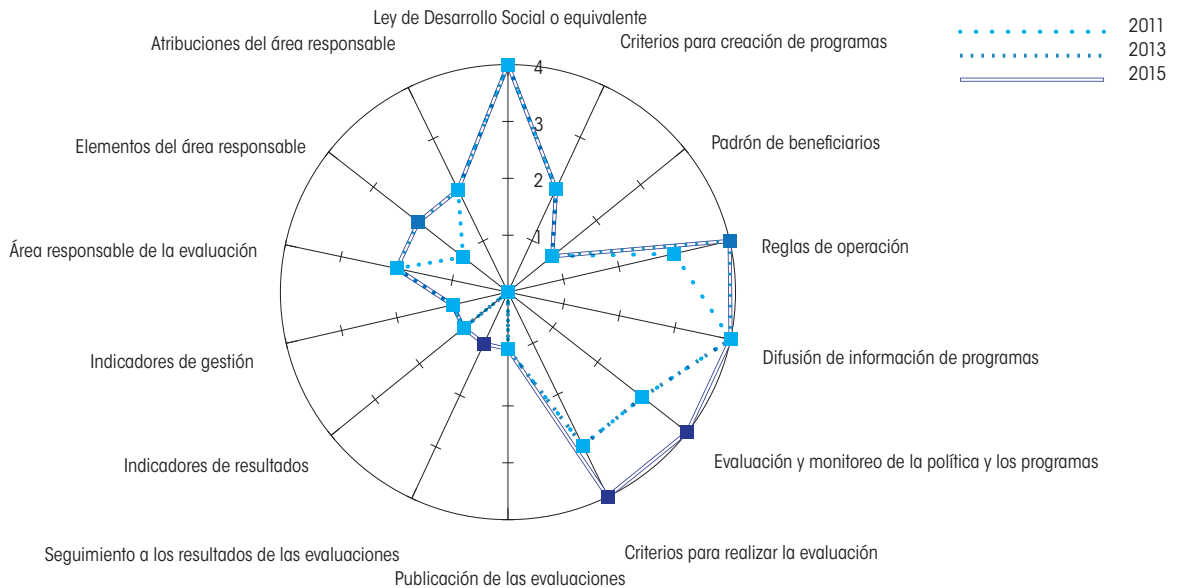 Ley de Desarrollo Social o equivalente
Criterios para creación de programas
Padrón de beneficiarios
Reglas de operación
Difusión de información de programas
Evaluación y monitoreo de la política y los programas
Criterios para realizar la evaluación
Publicación de las evaluaciones
Seguimiento a los resultados de las evaluaciones
Indicadores de resultados
Indicadores de gestión
Área responsable de la evaluación
Elementos del área responsable
Atribuciones del área responsable
4
3
2
1
2011
2013
2015